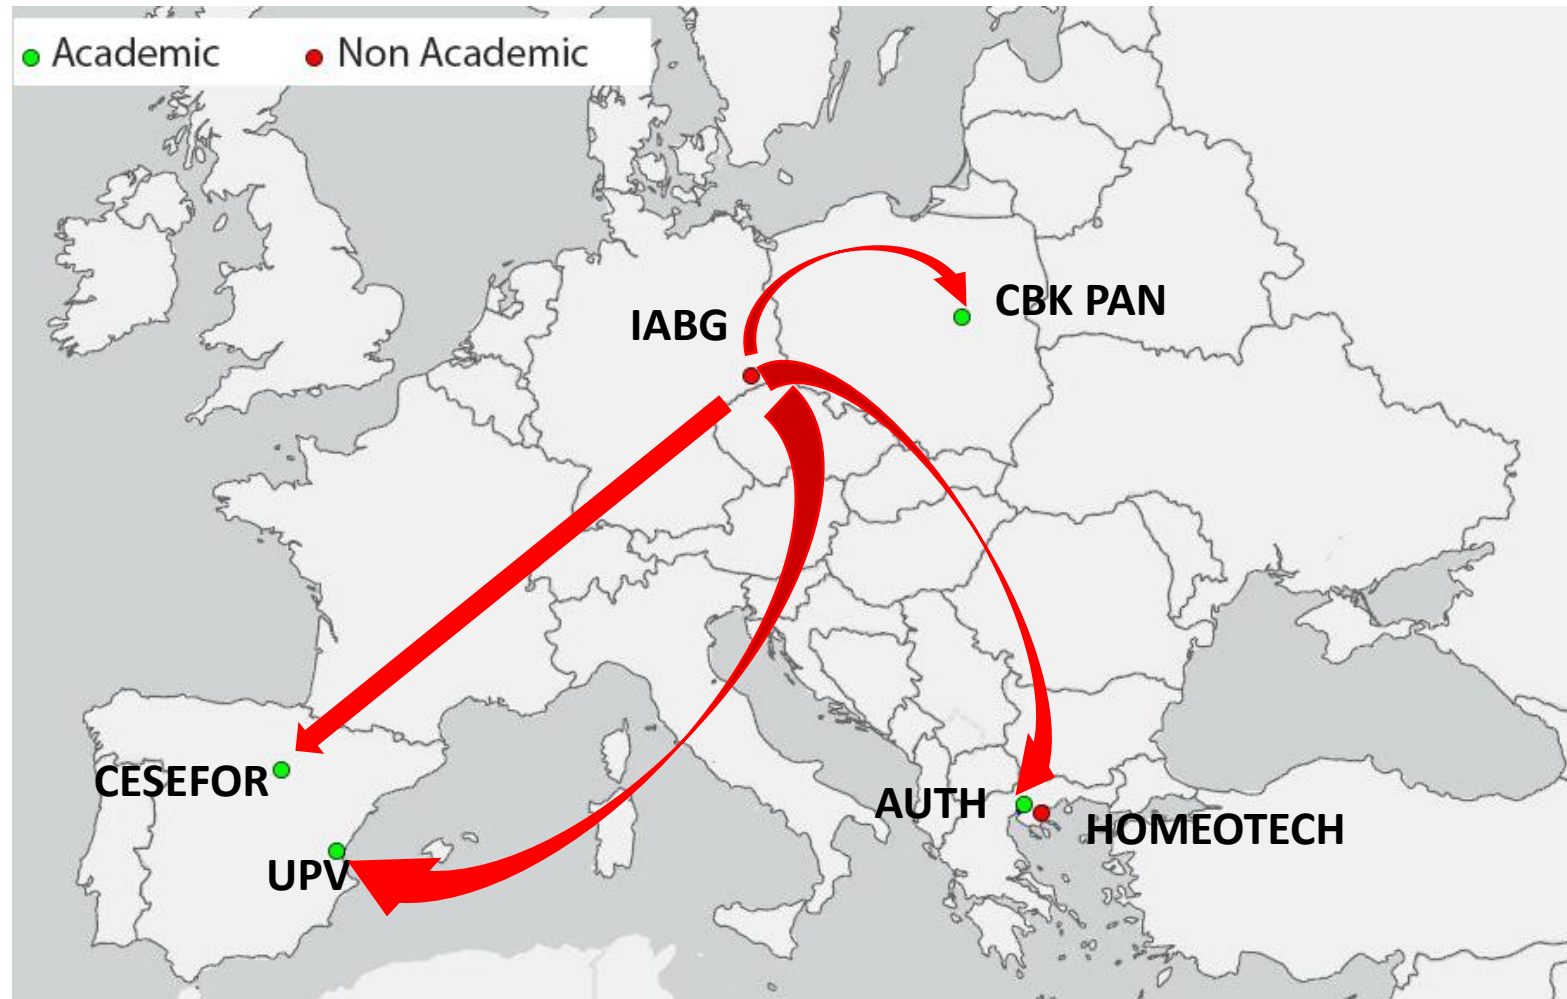 Academic
Non Academic
IABG
CBK PAN
CESEFOR
AUTH
HOMEOTECH
UPV